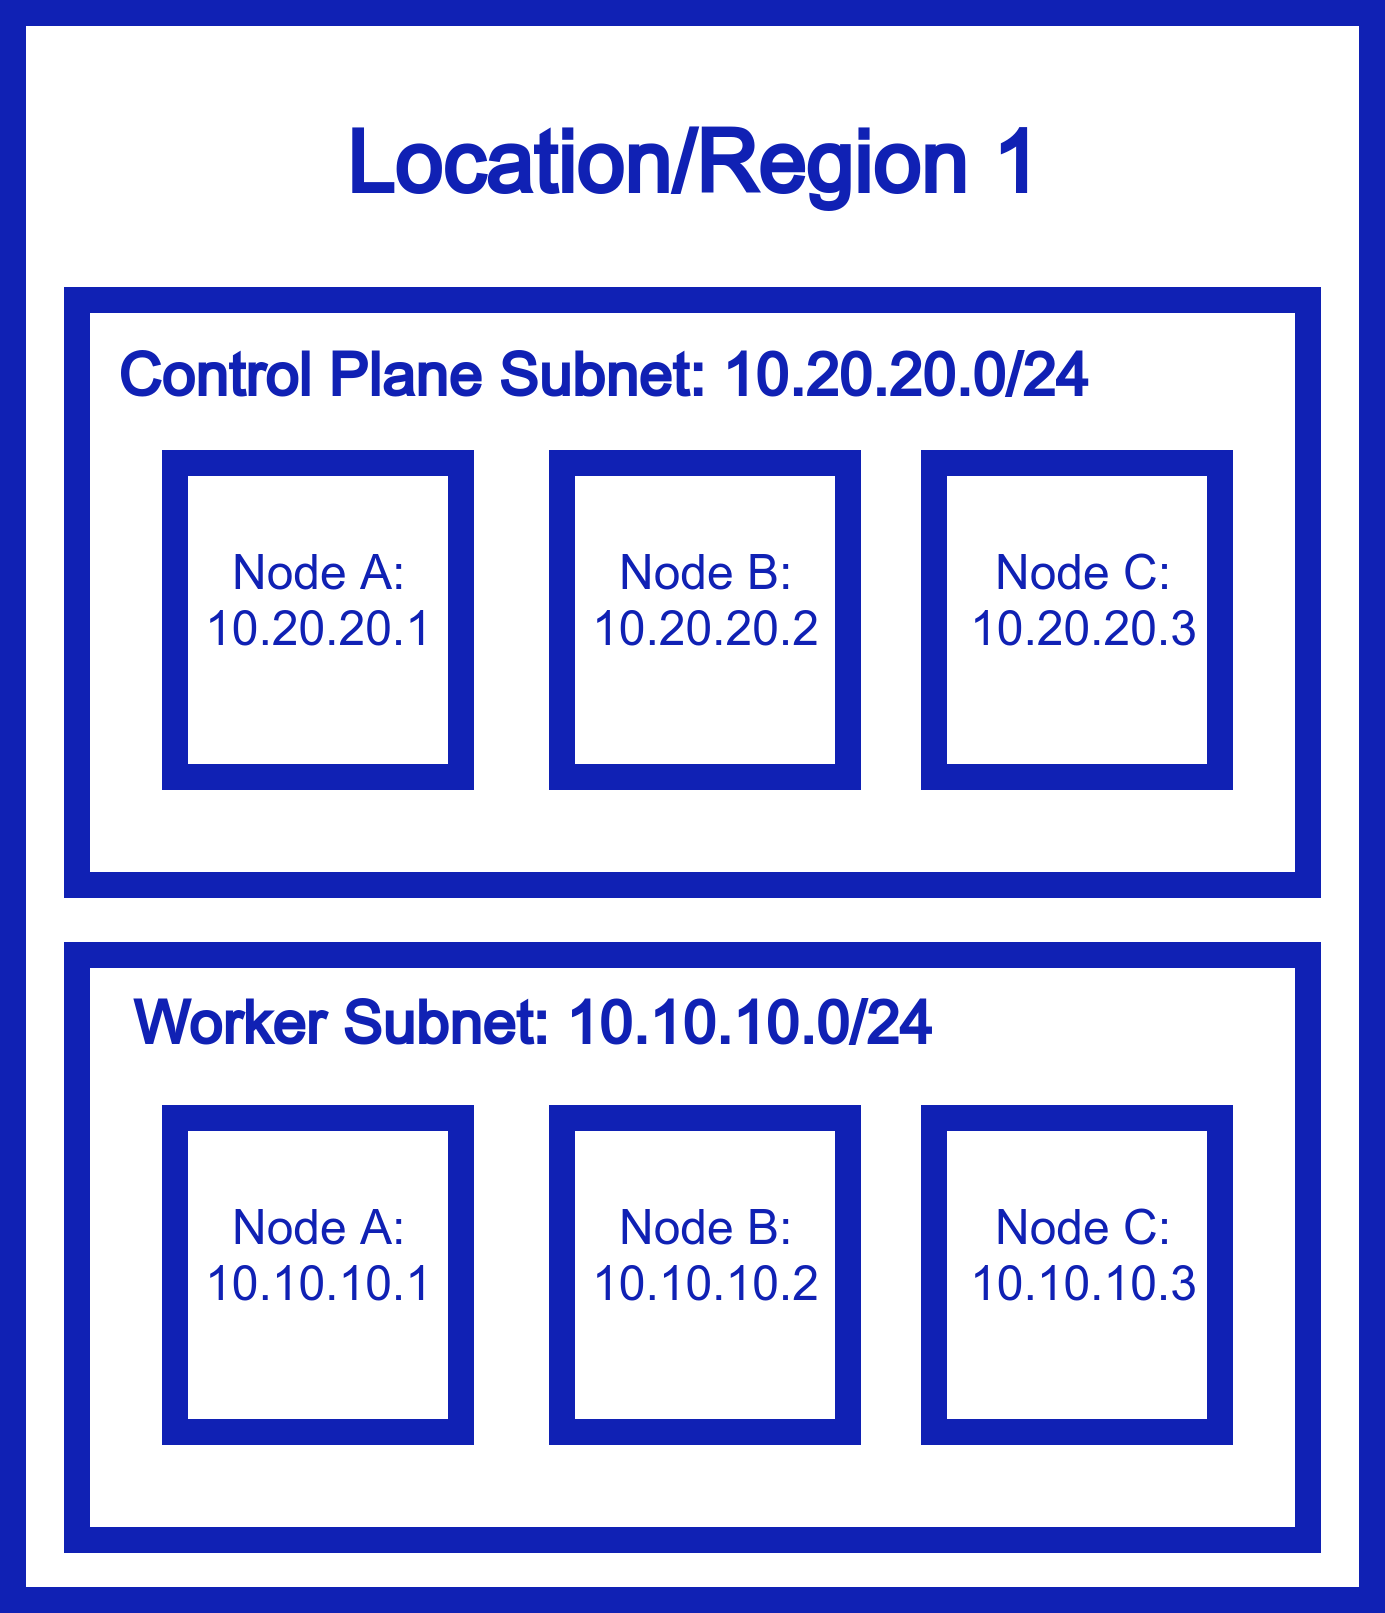 Location/Region 1
Control Plane Subnet: 10.20.20.0/24
Node A:
10.20.20.1
Node B:
10.20.20.2
Node C:
10.20.20.3
Worker Subnet: 10.10.10.0/24
Node A:
10.10.10.1
Node B:
10.10.10.2
Node C:
10.10.10.3